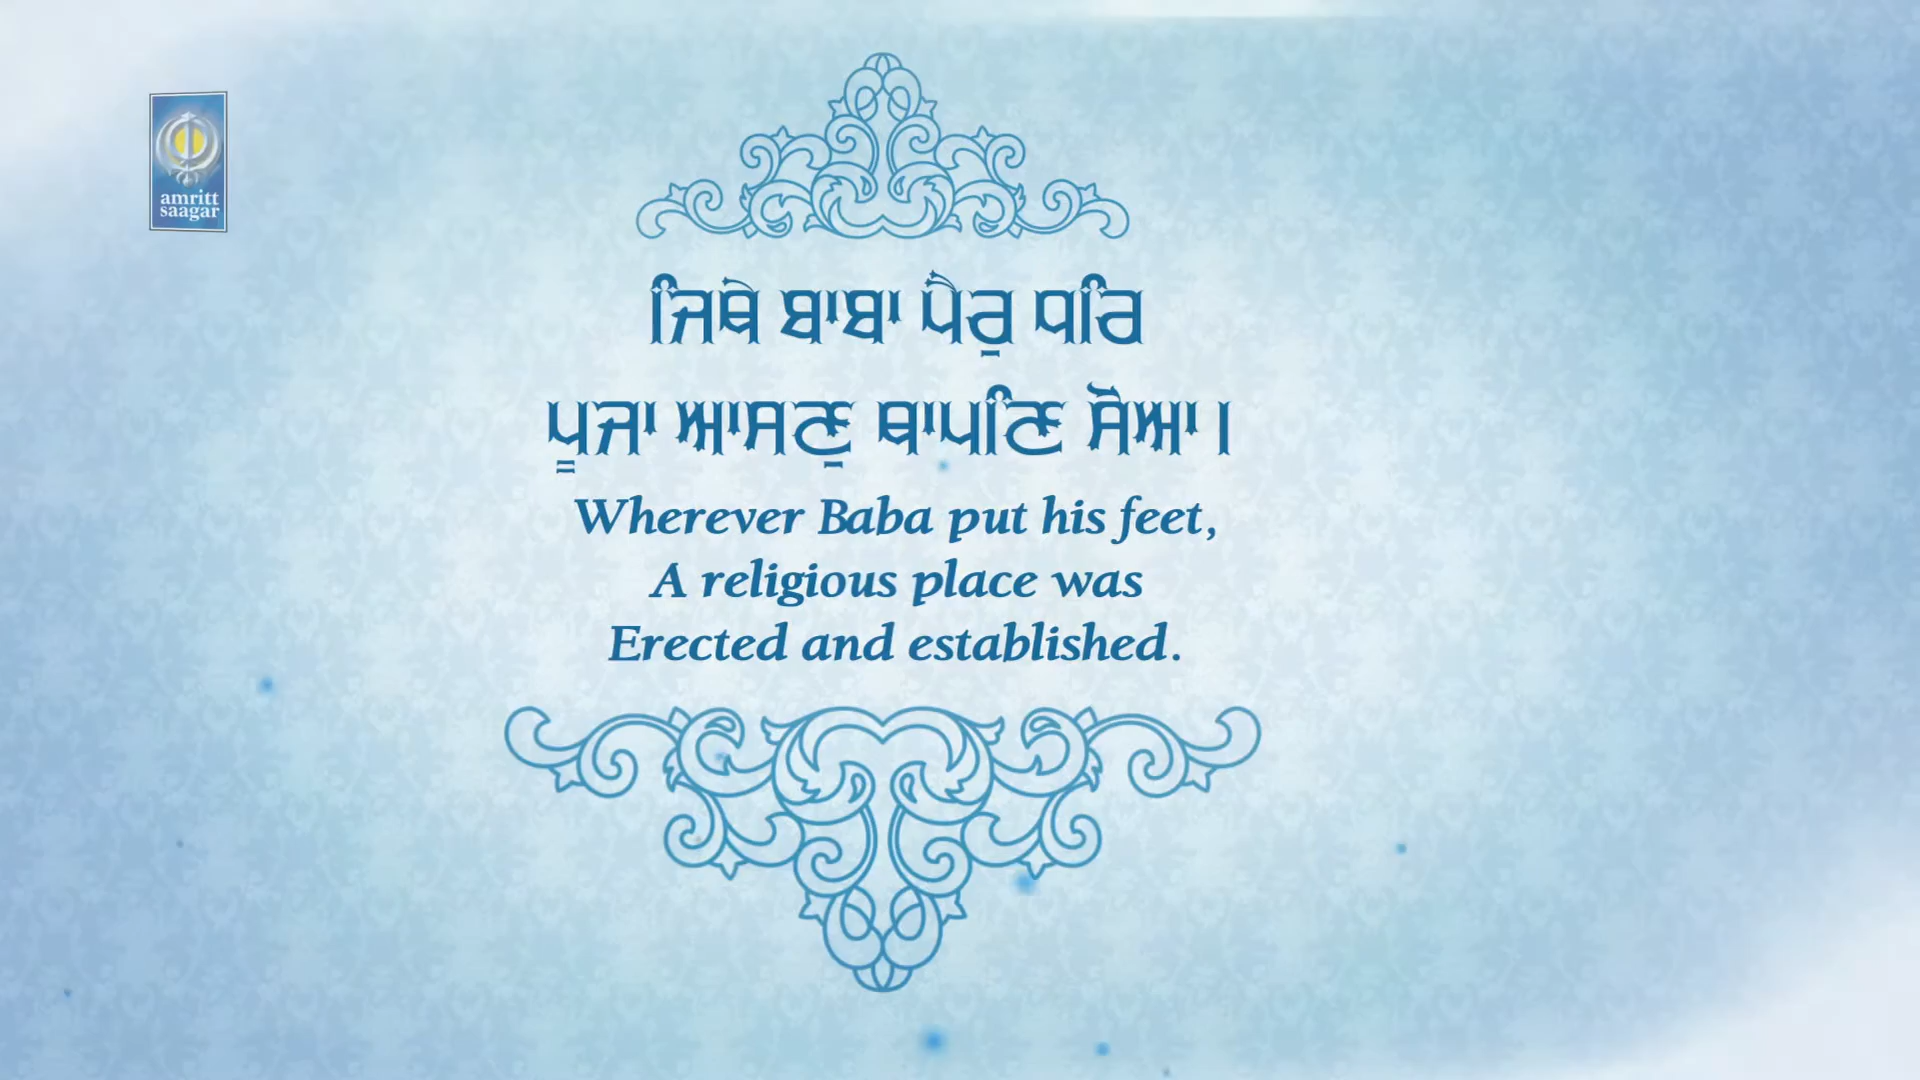 amritt
saagar
ਜਿਥੇ ਬਾਬਾ ਪੈਰੁ ਧਰਿ
ਪੂਜਾ ਆਸਣੁ ਥਾਪਣਿ ਸੋਆ।
Wherever Baba put his feet,
A religious place was
Erected and established.